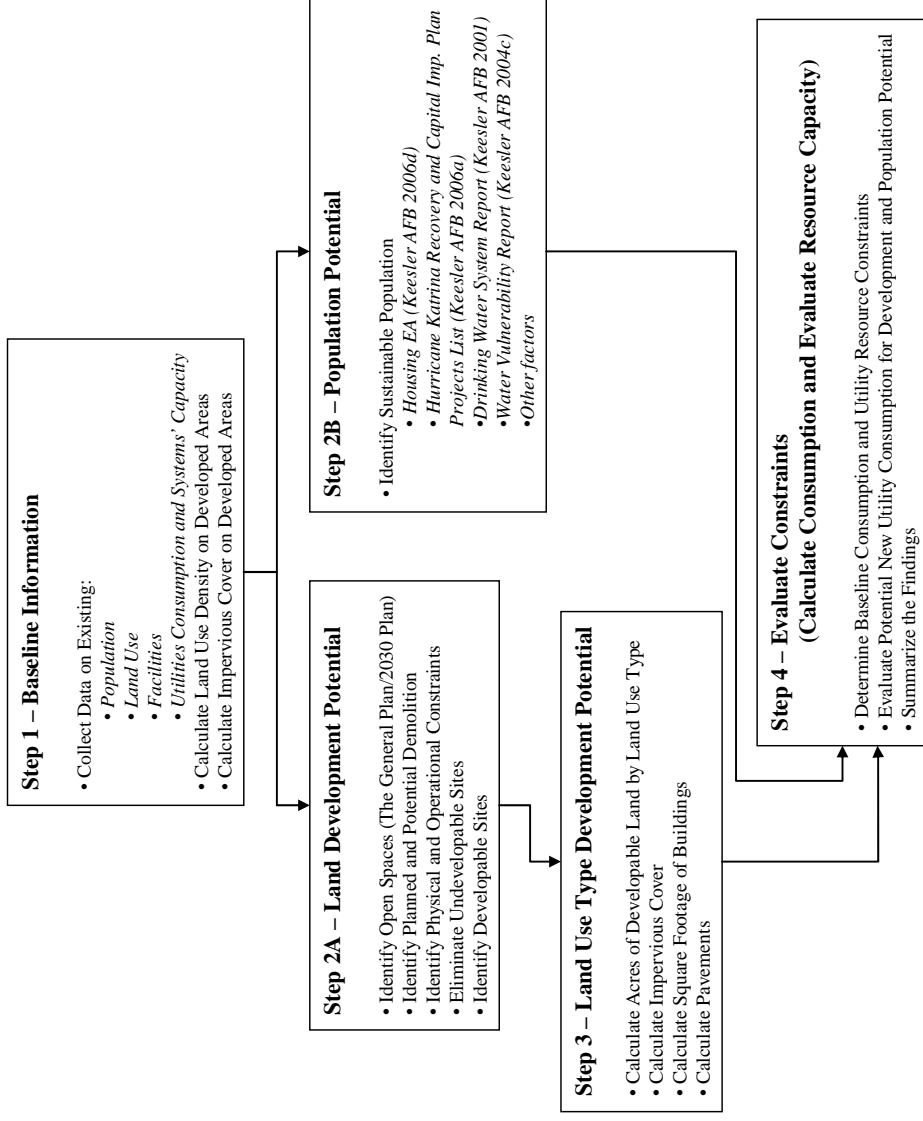 Step 1 – Baseline Information
• Collect Data on Existing:
• Population
• Land Use
• Facilities
• Utilities Consumption and Systems’ Capacity
• Calculate Land Use Density on Developed Areas
• Calculate Impervious Cover on Developed Areas
Step 2A – Land Development Potential
• Identify Open Spaces (The General Plan/2030 Plan)
• Identify Planned and Potential Demolition
• Identify Physical and Operational Constraints
• Eliminate Undevelopable Sites
• Identify Developable Sites
Step 2B – Population Potential
• Identify Sustainable Population
• Housing EA (Keesler AFB 2006d)
• Hurricane Katrina Recovery and Capital Imp. Plan
Projects List (Keesler AFB 2006a)
•Drinking Water System Report (Keesler AFB 2001)
•Water Vulnerability Report (Keesler AFB 2004c)
•Other factors
Step 3 – Land Use Type Development Potential
• Calculate Acres of Developable Land by Land Use Type
• Calculate Impervious Cover
• Calculate Square Footage of Buildings
• Calculate Pavements
Step 4 – Evaluate Constraints
(Calculate Consumption and Evaluate Resource Capacity)
• Determine Baseline Consumption and Utility Resource Constraints
• Evaluate Potential New Utility Consumption for Development and Population Potential
• Summarize the Findings